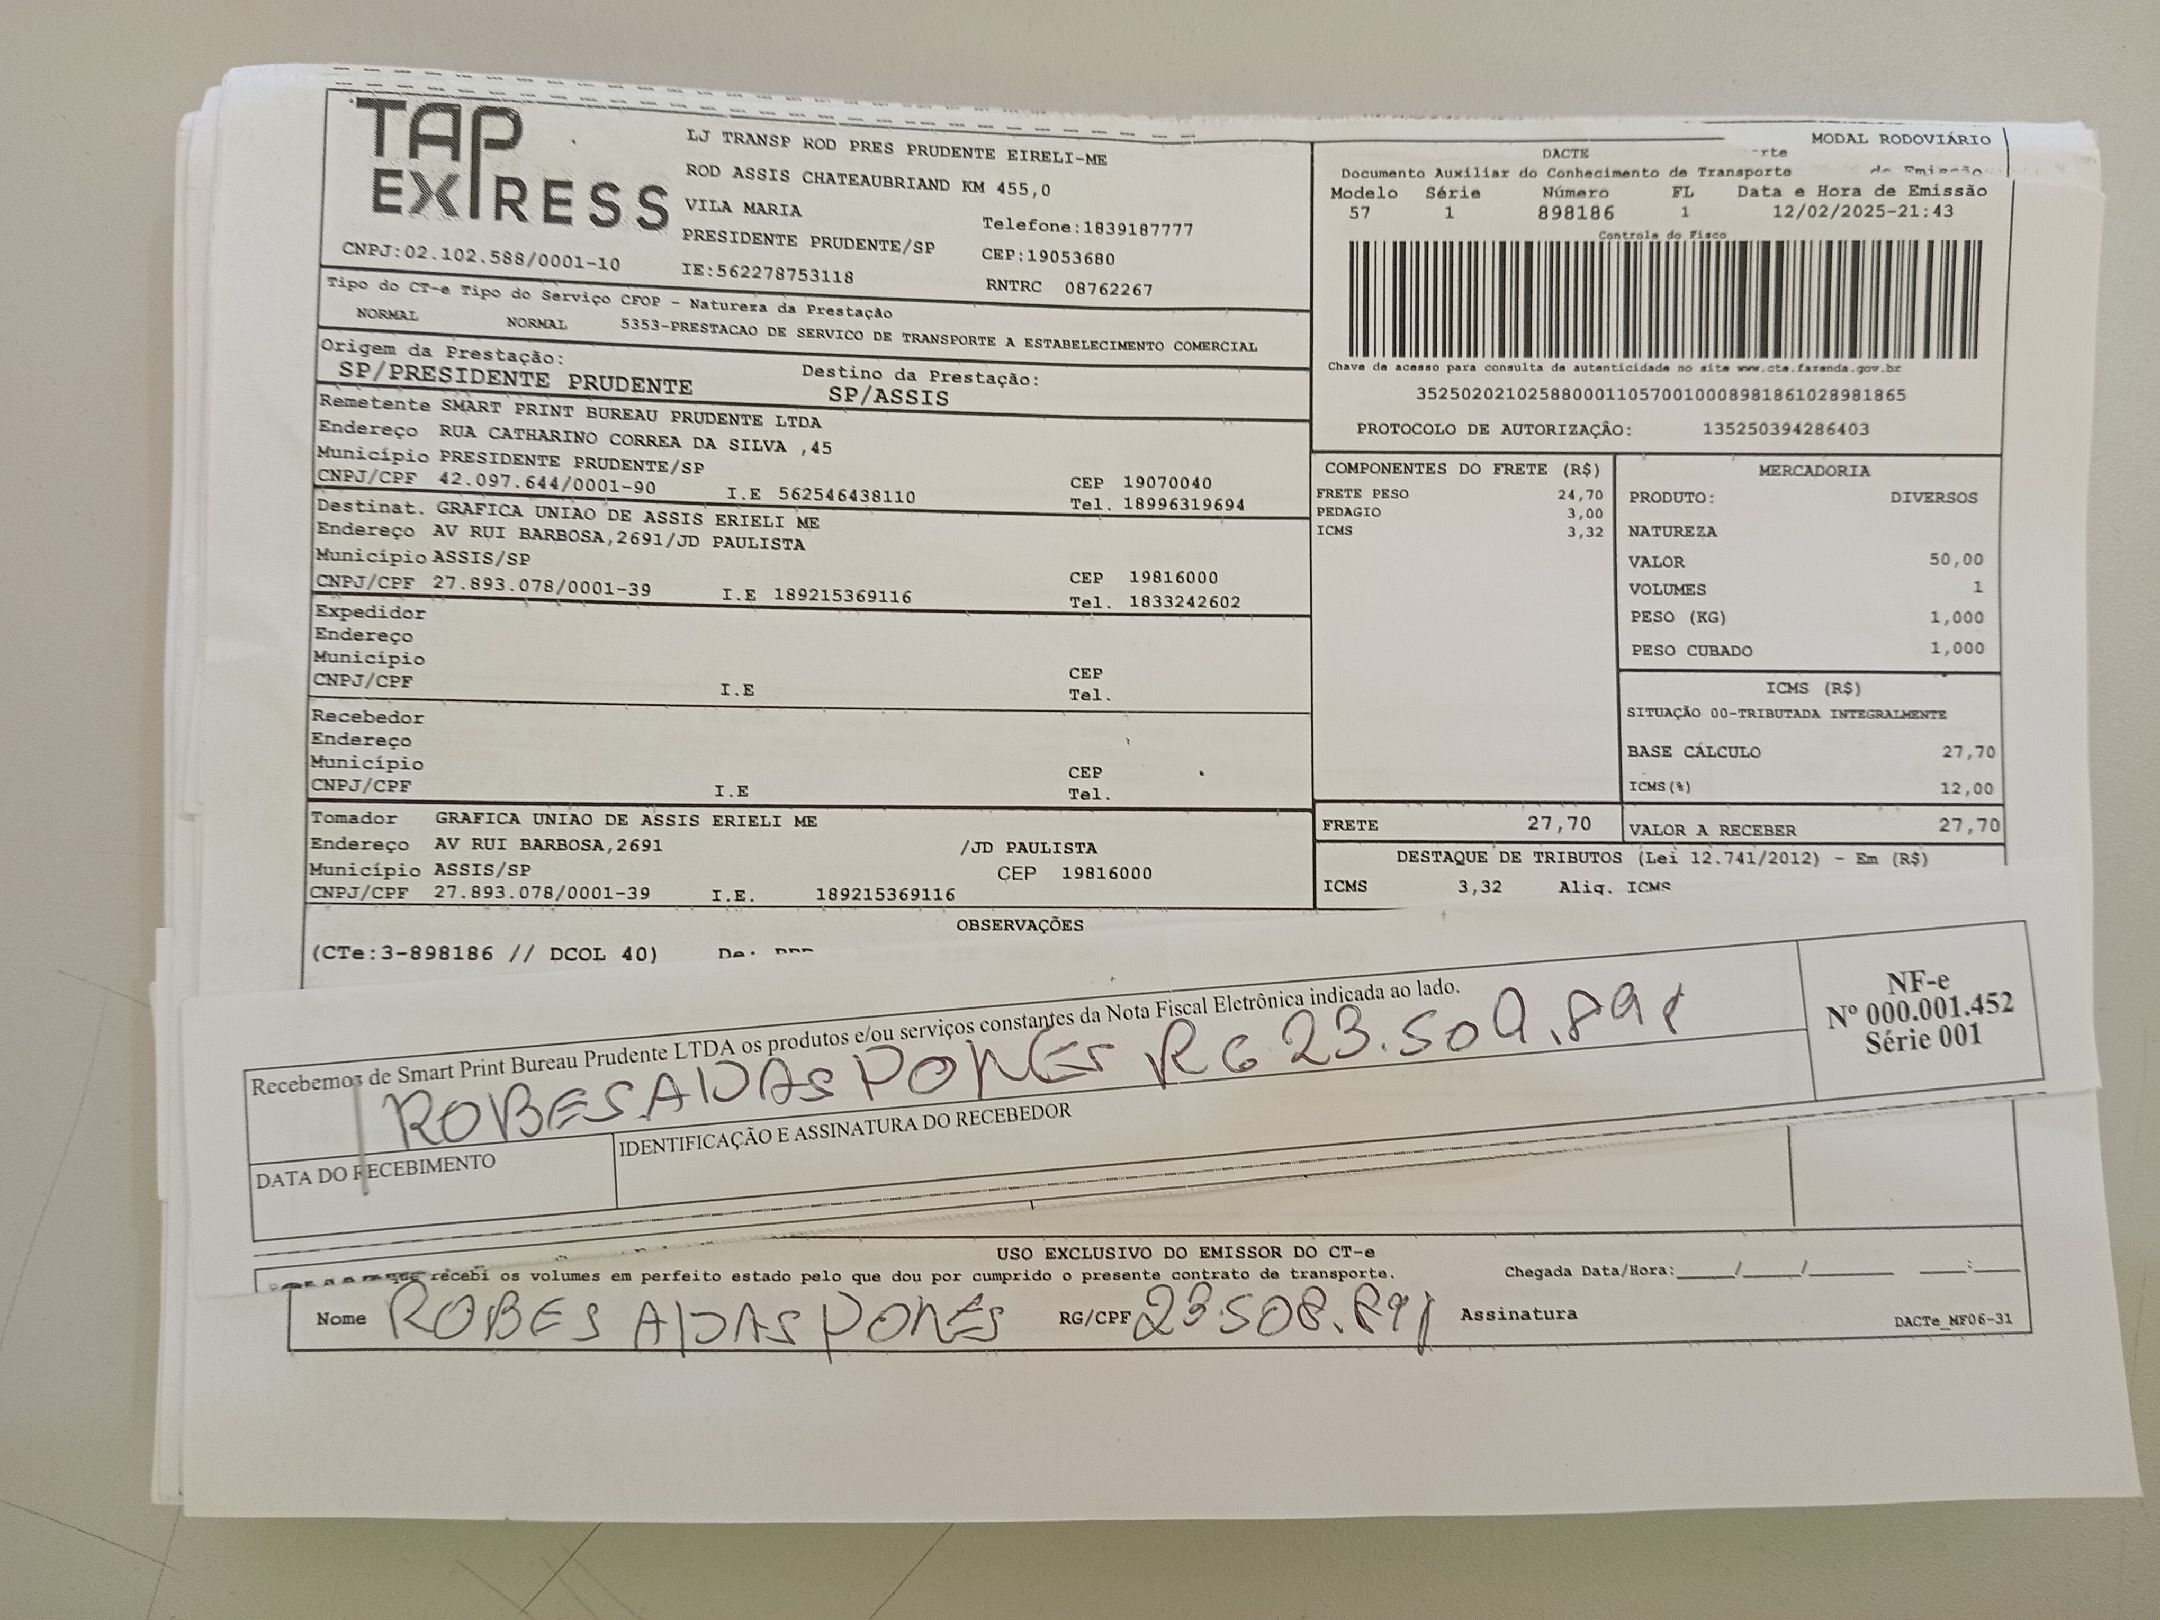 TAP
EXPRESS
CNPJ:02.102.588/0001-10
LJ TRANSP ROD PRES PRUDENTE EIRELI-ME
ROD ASSIS CHATEAUBRIAND KM 455,0
VILA MARIA
Telefone:1839187777
PRESIDENTE PRUDENTE/SP
CEP:19053680
IE:562278753118
RNTRC 08762267
MODAL RODOVIÁRIO
DACTE
Documento Auxiliar do Conhecimento de Transporte
Modelo Série Número FL Data e Hora de Emissão
57 1 898186 1 12/02/2025-21:43
Controle do Fisco
Chave de acesso para consulta de autenticidade no site www.cte.fazenda.gov.br
35250202102588000110570010008981861028981865
PROTOCOLO DE AUTORIZAÇÃO: 135250394286403
Tipo do CT-e Tipo do Serviço CFOP - Natureza da Prestação
NORMAL NORMAL 5353-PRESTACAO DE SERVICO DE TRANSPORTE A ESTABELECIMENTO COMERCIAL
Origem da Prestação: Destino da Prestação:
SP/PRESIDENTE PRUDENTE SP/ASSIS
Remetente SMART PRINT BUREAU PRUDENTE LTDA
Endereço RUA CATHARINO CORREA DA SILVA ,45
Município PRESIDENTE PRUDENTE/SP CEP 19070040
CNPJ/CPF 42.097.644/0001-90 I.E 562546438110 Tel. 18996319694
Destinat. GRAFICA UNIAO DE ASSIS ERIELI ME
Endereço AV RUI BARBOSA,2691/JD PAULISTA
Município ASSIS/SP CEP 19816000
CNPJ/CPF 27.893.078/0001-39 I.E 189215369116 Tel. 1833242602
Expedidor
Endereço
Município CEP
CNPJ/CPF I.E Tel.
Recebedor
Endereço
Município CEP
CNPJ/CPF I.E Tel.
Tomador GRAFICA UNIAO DE ASSIS ERIELI ME
Endereço AV RUI BARBOSA,2691 /JD PAULISTA
Município ASSIS/SP CEP 19816000
CNPJ/CPF 27.893.078/0001-39 I.E. 189215369116
COMPONENTES DO FRETE (R$)
FRETE PESO 24,70
PEDAGIO 3,00
ICMS 3,32
MERCADORIA
PRODUTO: DIVERSOS
NATUREZA
VALOR 50,00
VOLUMES 1
PESO (KG) 1,000
PESO CUBADO 1,000
ICMS (R$)
SITUAÇÃO 00-TRIBUTADA INTEGRALMENTE
BASE CÁLCULO 27,70
ICMS(%) 12,00
FRETE 27,70 VALOR A RECEBER 27,70
DESTAQUE DE TRIBUTOS (Lei 12.741/2012) - Em (R$)
ICMS 3,32 Aliq. ICMS
OBSERVAÇÕES
(CTe:3-898186 // DCOL 40) De:
Recebemos de Smart Print Bureau Prudente LTDA os produtos e/ou serviços constantes da Nota Fiscal Eletrônica indicada ao lado.
RG 23.509.891
DATA DO RECEBIMENTO
IDENTIFICAÇÃO E ASSINATURA DO RECEBEDOR
NF-e
Nº 000.001.452
Série 001
USO EXCLUSIVO DO EMISSOR DO CT-e
que recebi os volumes em perfeito estado pelo que dou por cumprido o presente contrato de transporte. Chegada Data/Hora:____/____/______ ___:___
Nome RG/CPF 23.508.891 Assinatura
DACTe_MF06-31